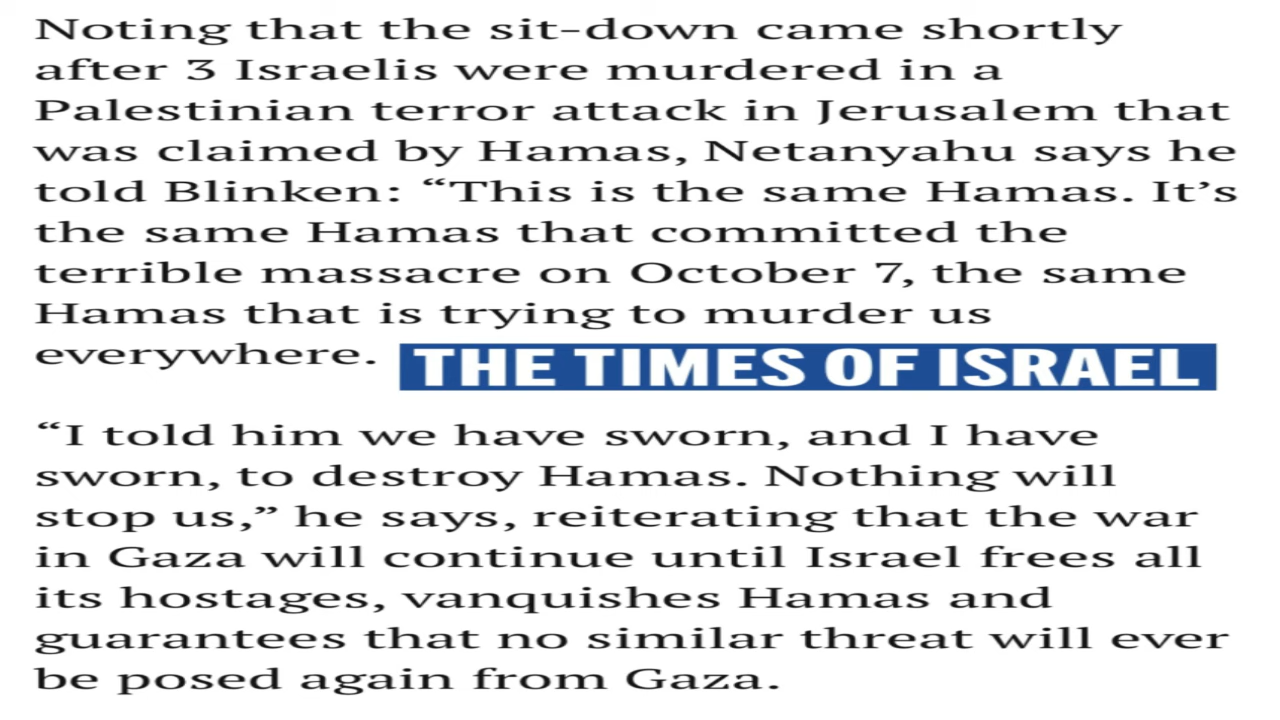 Noting that the sit-down came shortly
after 3 Israelis were murdered in a
Palestinian terror attack in Jerusalem that
was claimed by Hamas, Netanyahu says he
told Blinken: “This is the same Hamas. It’s
the same Hamas that committed the
terrible massacre on October 7, the same
Hamas that is trying to murder us
everywhere.
THE TIMES OF ISRAEL
“I told him we have sworn, and I have
sworn, to destroy Hamas. Nothing will
stop us,” he says, reiterating that the war
in Gaza will continue until Israel frees all
its hostages, vanquishes Hamas and
guarantees that no similar threat will ever
be posed again from Gaza.